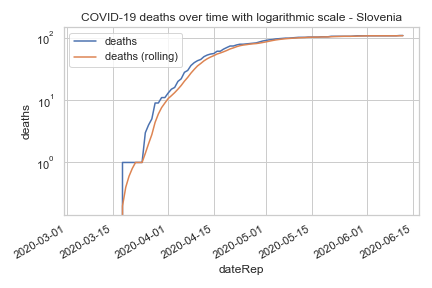 COVID-19 deaths over time with logarithmic scale - Slovenia
deaths
deaths (rolling)
10²
10¹
10⁰
deaths
2020-03-01
2020-03-15
2020-04-01
2020-04-15
2020-05-01
2020-05-15
2020-06-01
2020-06-15
dateRep